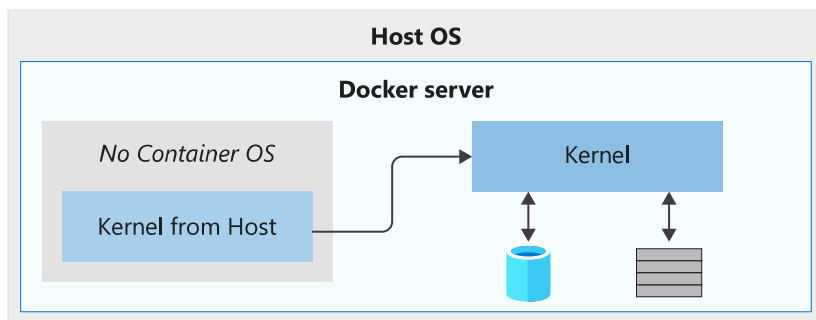 Host OS
Docker server
No Container OS
Kernel from Host
Kernel